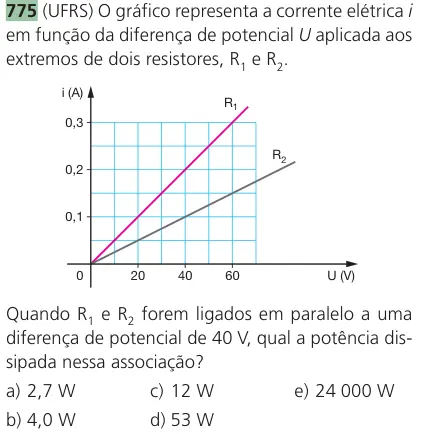 775 (UFRS) O gráfico representa a corrente elétrica i
em função da diferença de potencial U aplicada aos
extremos de dois resistores, R1 e R2.
i (A)
R1
0,3
R2
0,2
0,1
0 20 40 60 U (V)
Quando R1 e R2 forem ligados em paralelo a uma
diferença de potencial de 40 V, qual a potência dis-
sipada nessa associação?
a) 2,7 W c) 12 W e) 24 000 W
b) 4,0 W d) 53 W